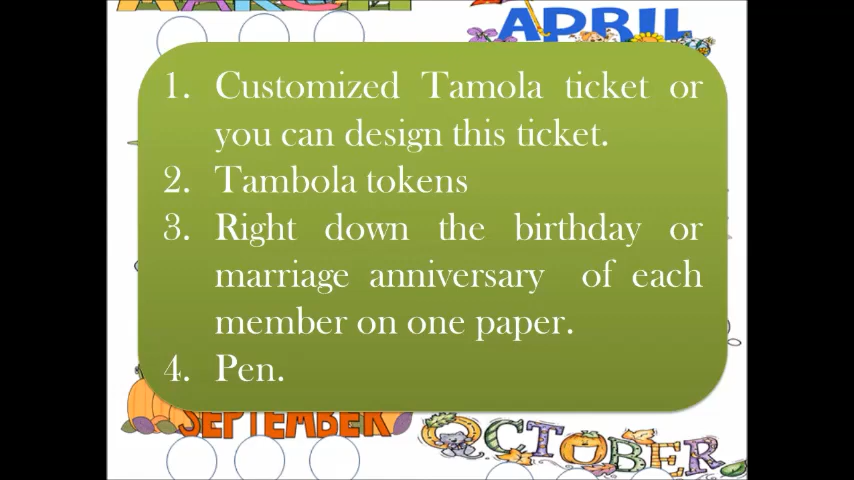 MARCH
APRIL
1. Customized Tamola ticket or
you can design this ticket.
2. Tambola tokens
3. Right down the birthday or
marriage anniversary of each
member on one paper.
4. Pen.
SEPTEMBER
OCTOBER